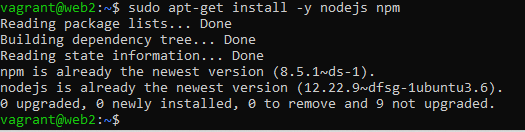 vagrant@web2:~$ sudo apt-get install -y nodejs npm
Reading package lists... Done
Building dependency tree... Done
Reading state information... Done
npm is already the newest version (8.5.1~ds-1).
nodejs is already the newest version (12.22.9~dfsg-1ubuntu3.6).
0 upgraded, 0 newly installed, 0 to remove and 9 not upgraded.
vagrant@web2:~$